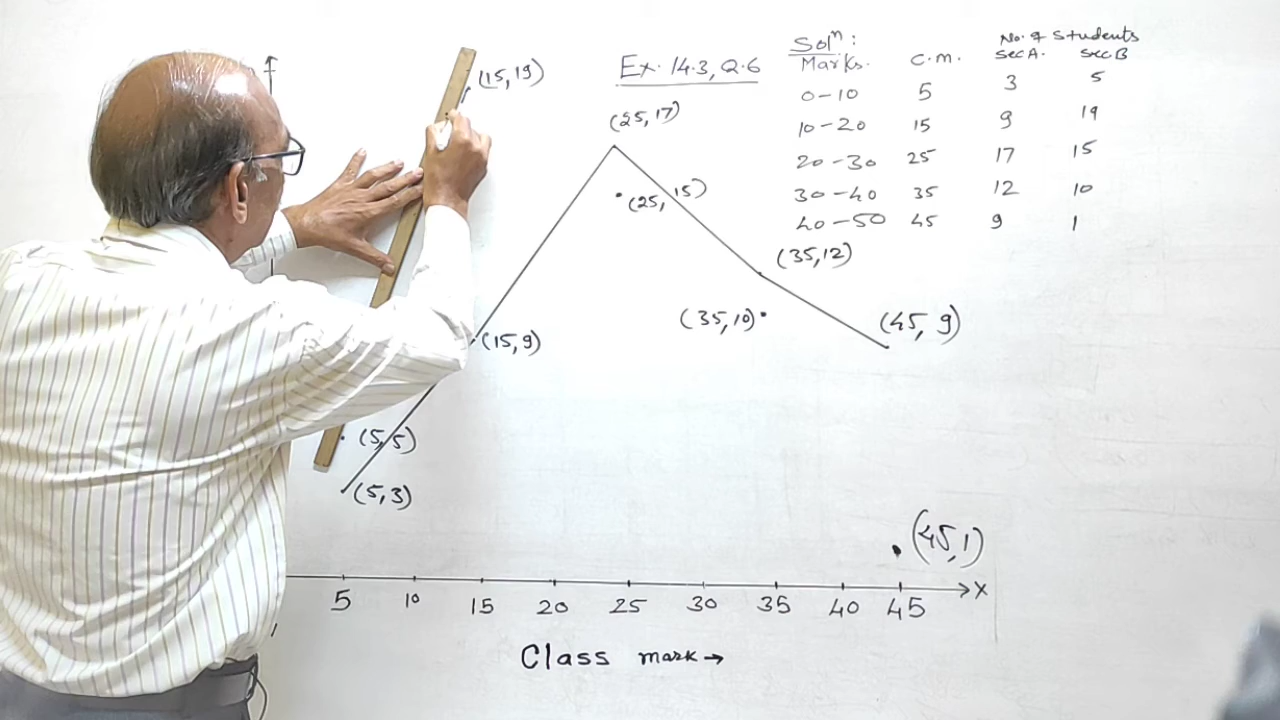 Ex. 14.3, Q.6
Solⁿ:
Marks. C.m. No. of Students
SecA. SecB
0-10 5 3 5
10-20 15 9 19
20-30 25 17 15
30-40 35 12 10
40-50 45 9 1
(15, 19)
(25, 17)
(25, 15)
(35, 12)
(35, 10)
(45, 9)
(15, 9)
(5, 5)
(5, 3)
(45, 1)
5 10 15 20 25 30 35 40 45 X
Class mark →